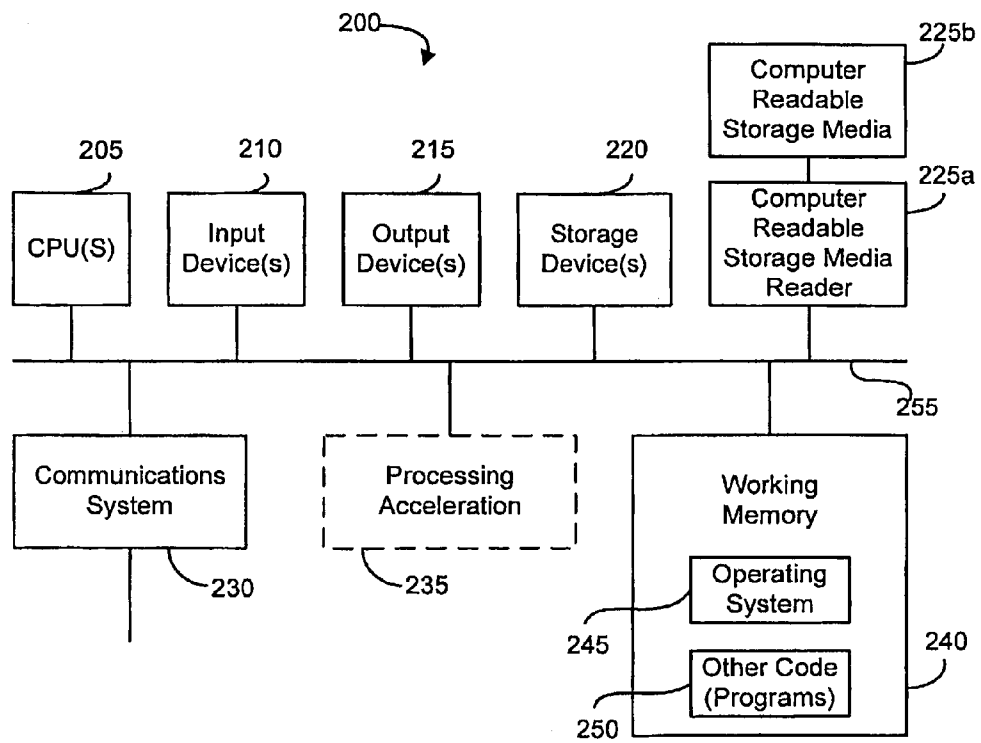 200
225b
Computer
Readable
Storage Media
205
210
215
220
225a
CPU(S)
Input
Device(s)
Output
Device(s)
Storage
Device(s)
Computer
Readable
Storage Media
Reader
255
Communications
System
230
Processing
Acceleration
235
Working
Memory
Operating
System
245
Other Code
(Programs)
250
240